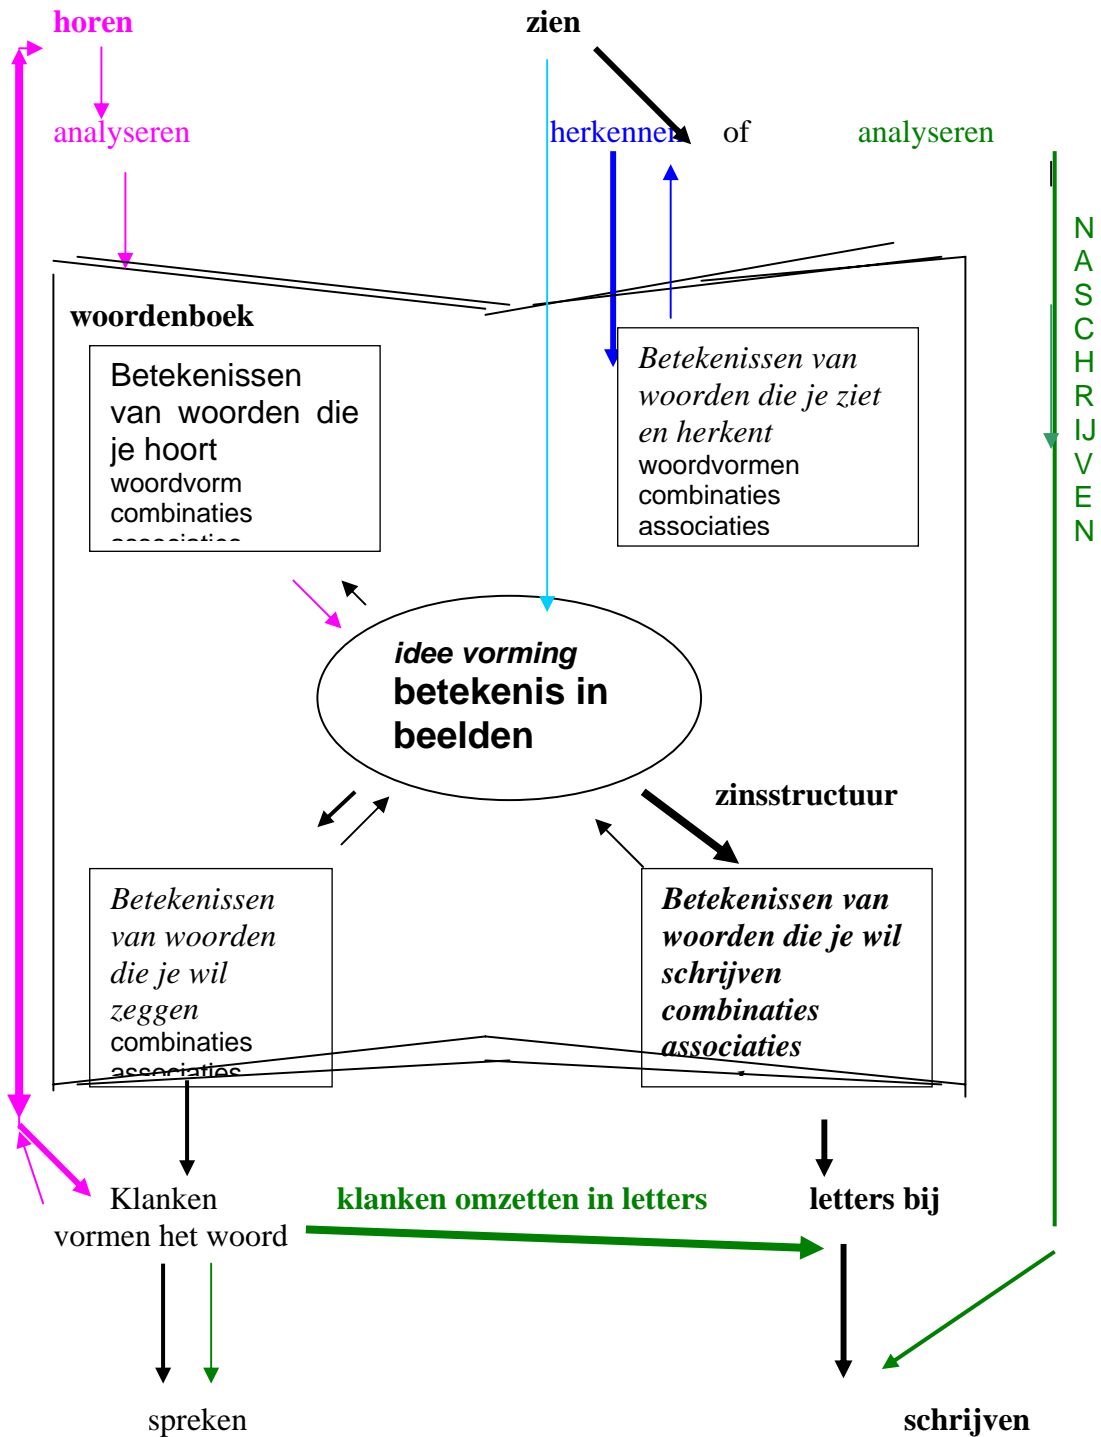 horen
zien
analyseren
herkennen of analyseren
NASCHRIJVEN
woordenboek
Betekenissen
van woorden die
je hoort
woordvorm
combinaties
associaties
Betekenissen van
woorden die je ziet
en herkent
woordvormen
combinaties
associaties
idee vorming
betekenis in
beelden
zinsstructuur
Betekenissen
van woorden
die je wil
zeggen
combinaties
associaties
Betekenissen van
woorden die je wil
schrijven
combinaties
associaties
Klanken
vormen het woord
klanken omzetten in letters
letters bij
spreken
schrijven